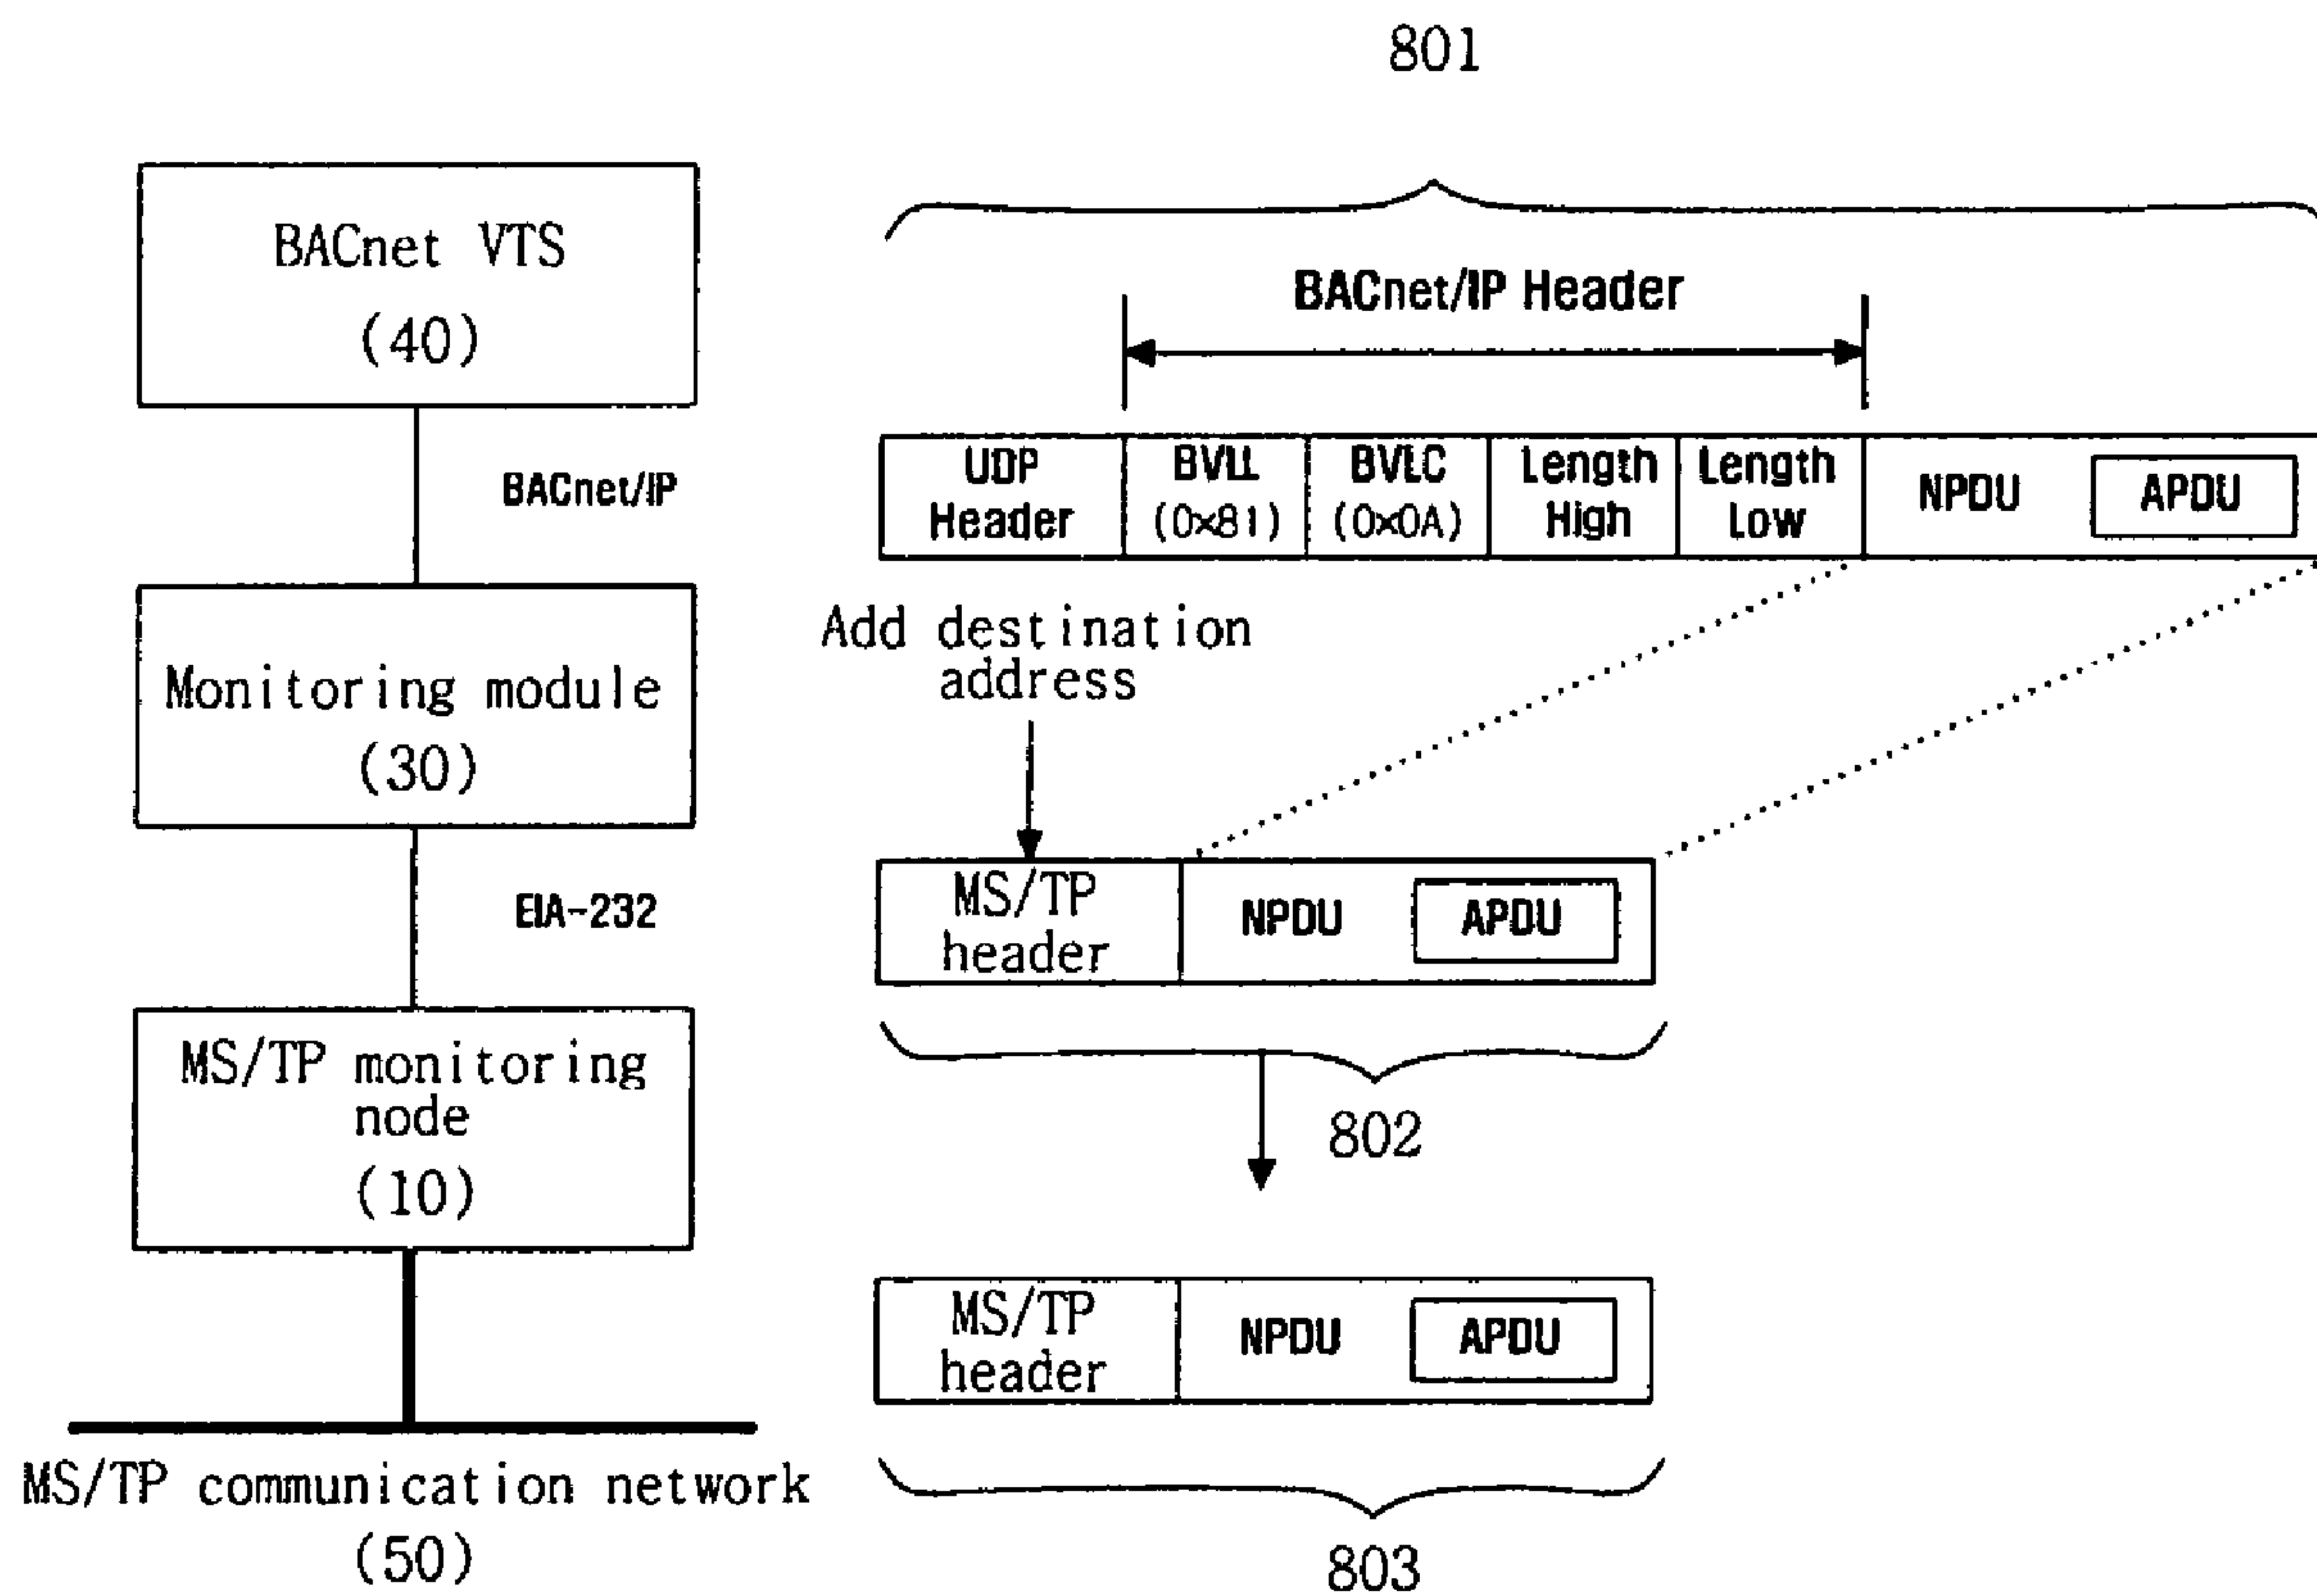 801
BACnet VTS
(40)
BACnet/IP Header
BACnet/IP
UDP
Header
BVLL
(0x81)
BVLC
(0x0A)
Length
High
Length
Low
NPDU
APDU
Monitoring module
(30)
Add destination
address
EIA-232
MS/TP
header
NPDU
APDU
802
MS/TP monitoring
node
(10)
MS/TP
header
NPDU
APDU
803
MS/TP communication network
(50)